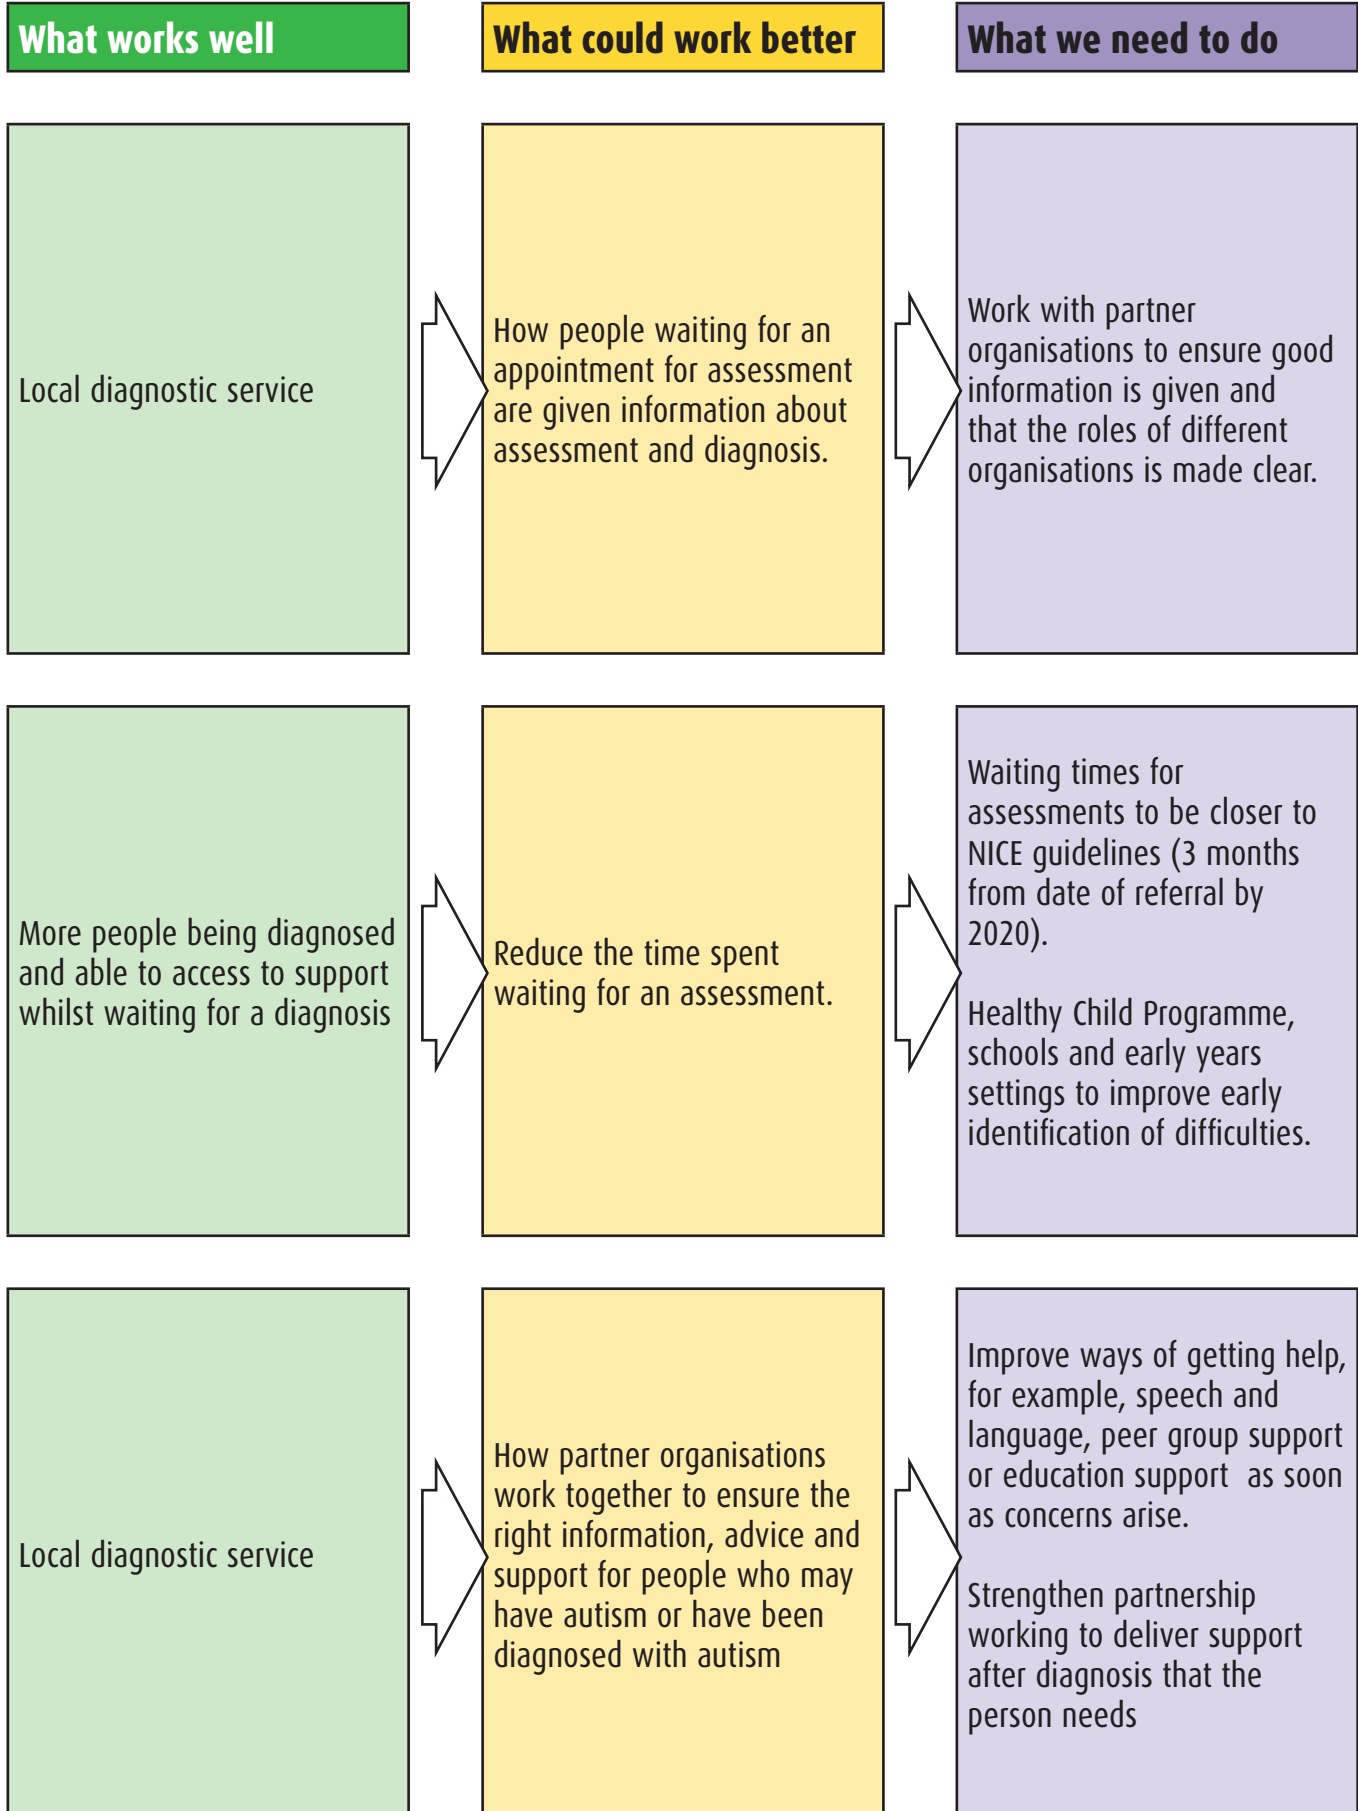 What works well
What could work better
What we need to do
Local diagnostic service
How people waiting for an
appointment for assessment
are given information about
assessment and diagnosis.
Work with partner
organisations to ensure good
information is given and
that the roles of different
organisations is made clear.
More people being diagnosed
and able to access to support
whilst waiting for a diagnosis
Reduce the time spent
waiting for an assessment.
Waiting times for
assessments to be closer to
NICE guidelines (3 months
from date of referral by
2020).
Healthy Child Programme,
schools and early years
settings to improve early
identification of difficulties.
Local diagnostic service
How partner organisations
work together to ensure the
right information, advice and
support for people who may
have autism or have been
diagnosed with autism
Improve ways of getting help,
for example, speech and
language, peer group support
or education support  as soon
as concerns arise.
Strengthen partnership
working to deliver support
after diagnosis that the
person needs